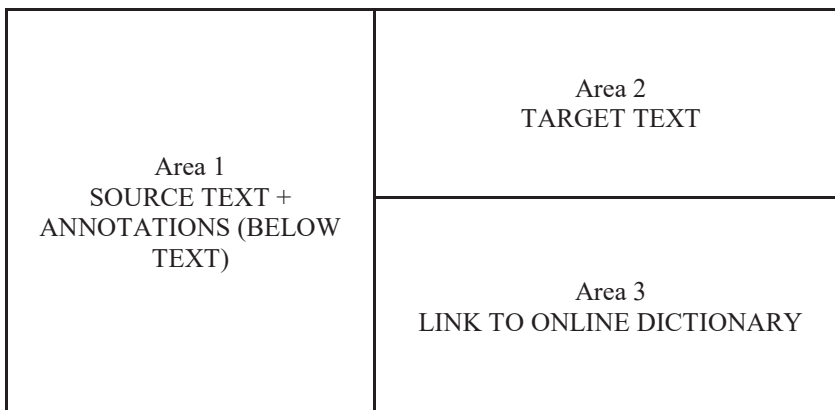 Area 1
SOURCE TEXT +
ANNOTATIONS (BELOW
TEXT)
Area 2
TARGET TEXT
Area 3
LINK TO ONLINE DICTIONARY